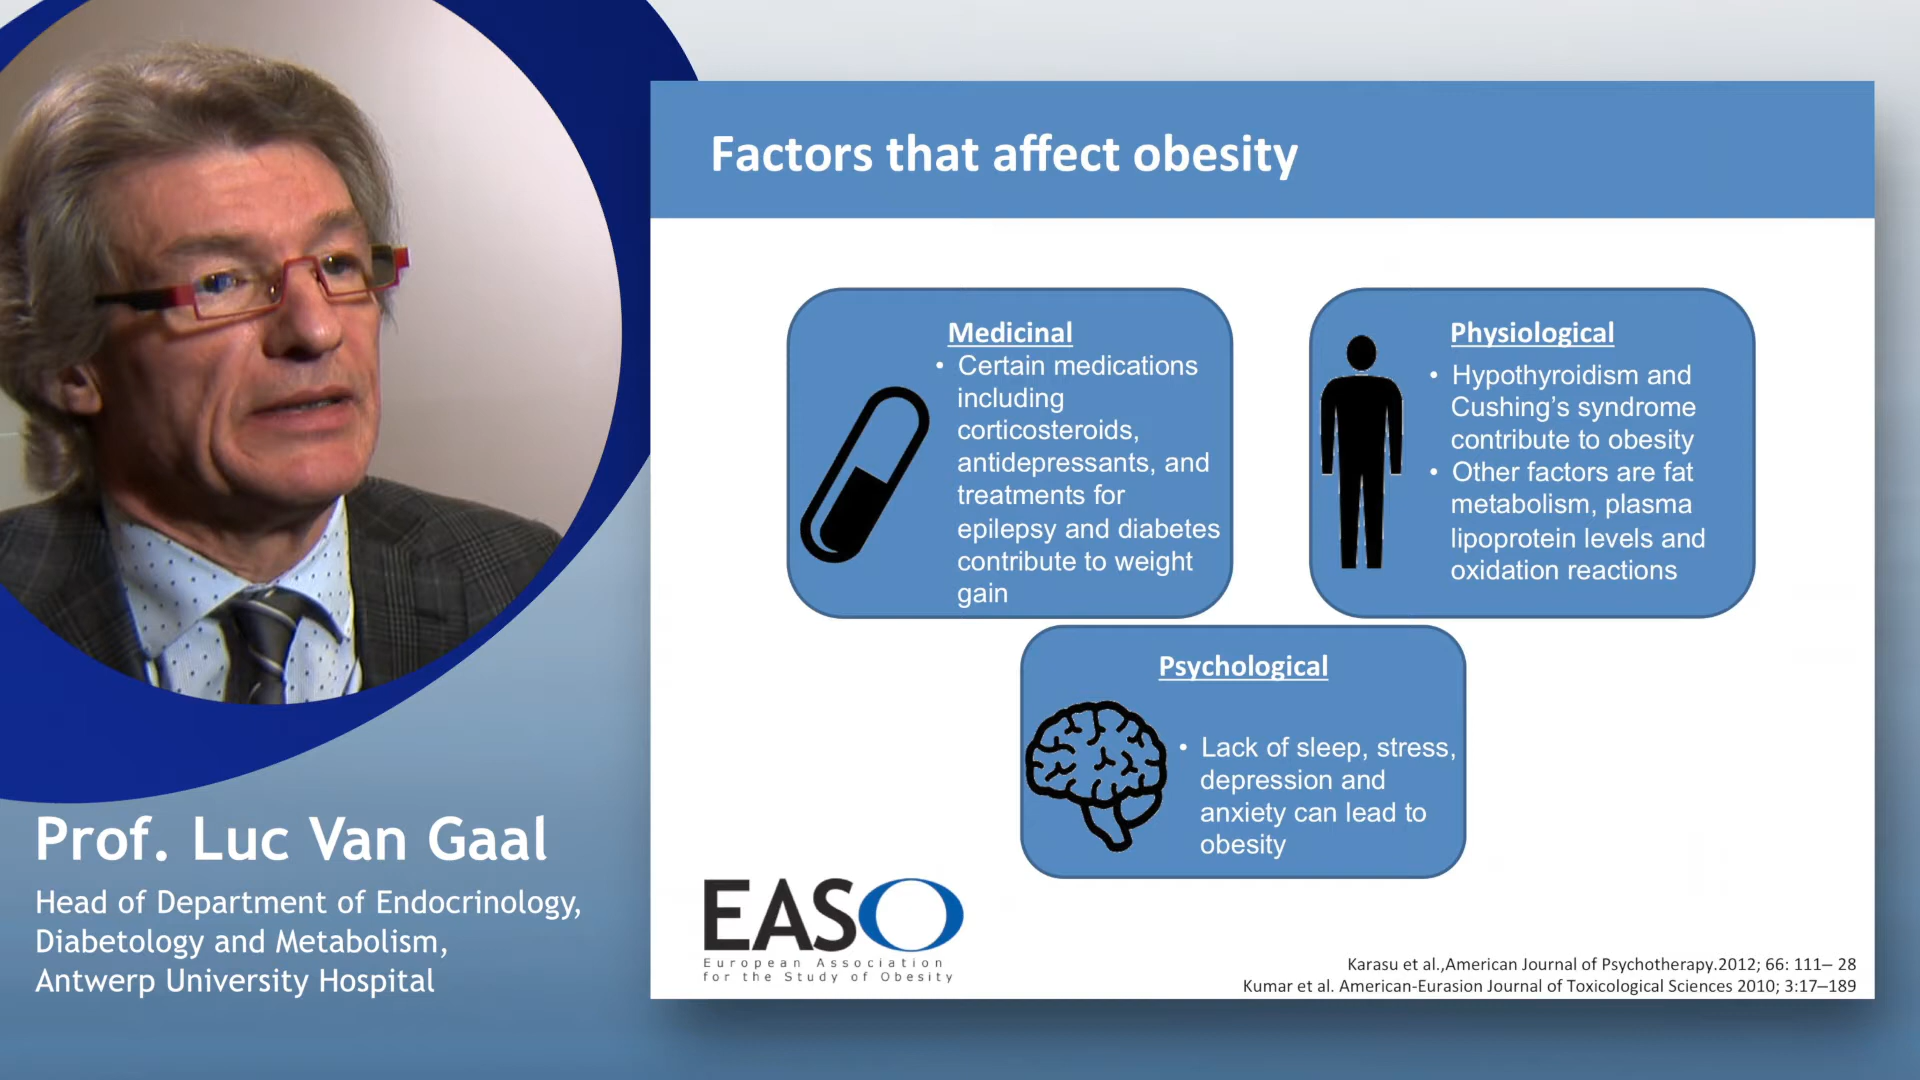 Factors that affect obesity
Medicinal
• Certain medications
including
corticosteroids,
antidepressants, and
treatments for
epilepsy and diabetes
contribute to weight
gain
Physiological
• Hypothyroidism and
Cushing’s syndrome
contribute to obesity
• Other factors are fat
metabolism, plasma
lipoprotein levels and
oxidation reactions
Psychological
• Lack of sleep, stress,
depression and
anxiety can lead to
obesity
EASO
European Association
for the Study of Obesity
Karasu et al.,American Journal of Psychotherapy.2012; 66: 111– 28
Kumar et al. American-Eurasion Journal of Toxicological Sciences 2010; 3:17–189
Prof. Luc Van Gaal
Head of Department of Endocrinology,
Diabetology and Metabolism,
Antwerp University Hospital